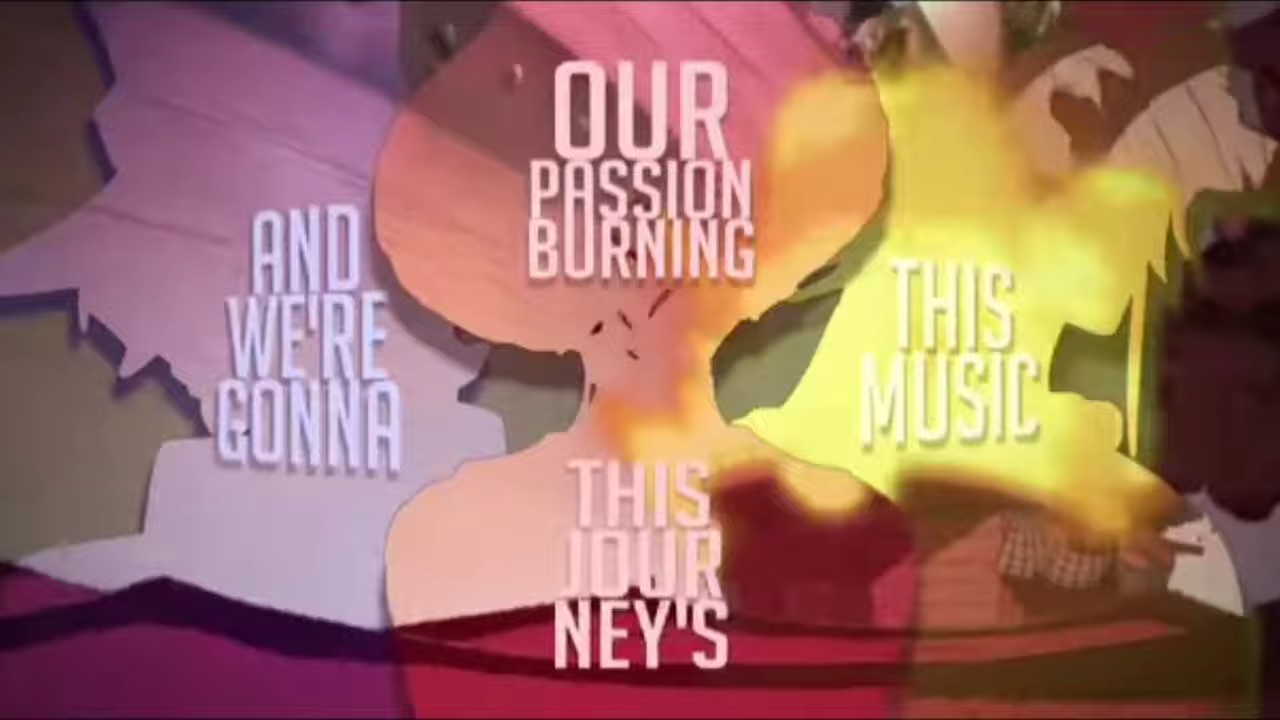 OUR
PASSION
BURNING
AND
WE'RE
GONNA
THIS
MUSIC
THIS
JOUR
NEY'S